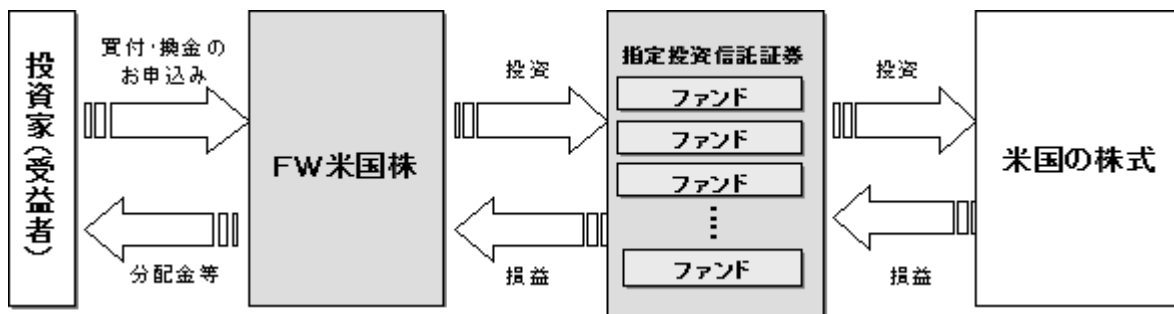 投資家(受益者)
買付・換金の
お申込み
分配金等
FW米国株
投資
損益
指定投資信託証券
ファンド
ファンド
ファンド
ファンド
投資
損益
米国の株式